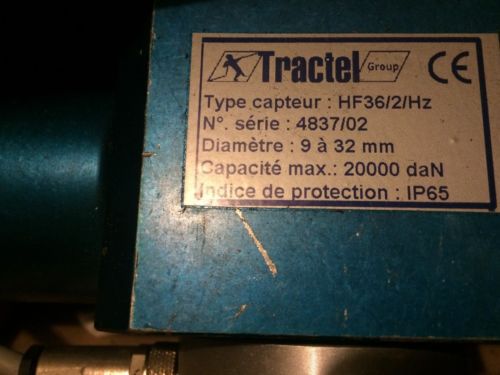 Tractel Group CE
Type capteur : HF36/2/Hz
N°. série : 4837/02
Diamètre : 9 à 32 mm
Capacité max.: 20000 daN
Indice de protection : IP65